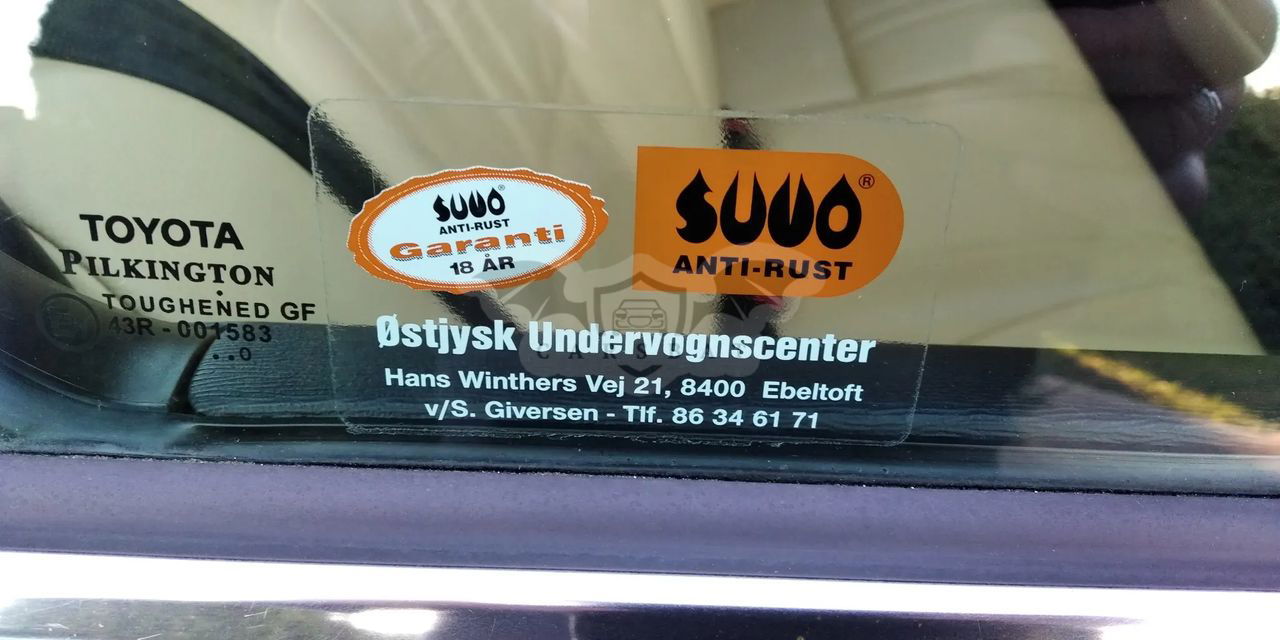 TOYOTA
PILKINGTON
TOUGHENED GF
43R - 001583
..0
SUVO®
ANTI-RUST
Garanti
18 ÅR
SUVO®
ANTI-RUST
Østjysk Undervognscenter
Hans Winthers Vej 21, 8400 Ebeltoft
v/S. Giversen - Tlf. 86 34 61 71